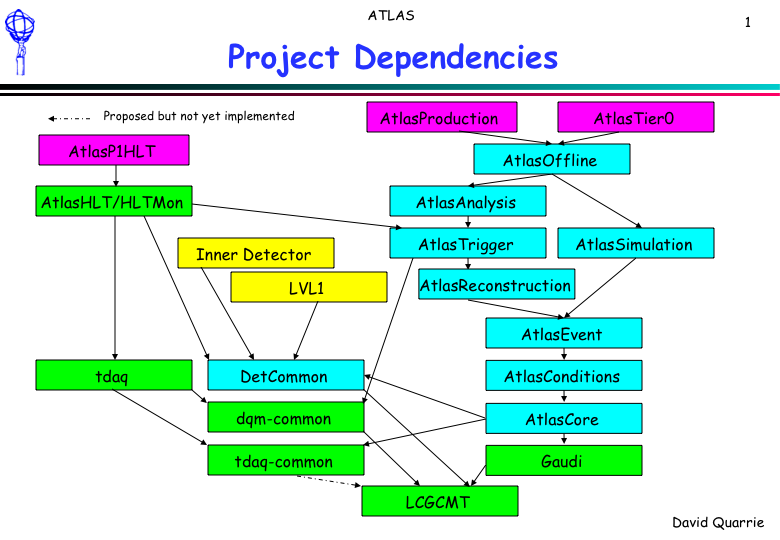 ATLAS
1
Project Dependencies
Proposed but not yet implemented
AtlasProduction
AtlasTier0
AtlasP1HLT
AtlasOffline
AtlasHLT/HLTMon
AtlasAnalysis
AtlasTrigger
AtlasSimulation
Inner Detector
LVL1
AtlasReconstruction
AtlasEvent
tdaq
DetCommon
AtlasConditions
dqm-common
AtlasCore
tdaq-common
Gaudi
LCGCMT
David Quarrie